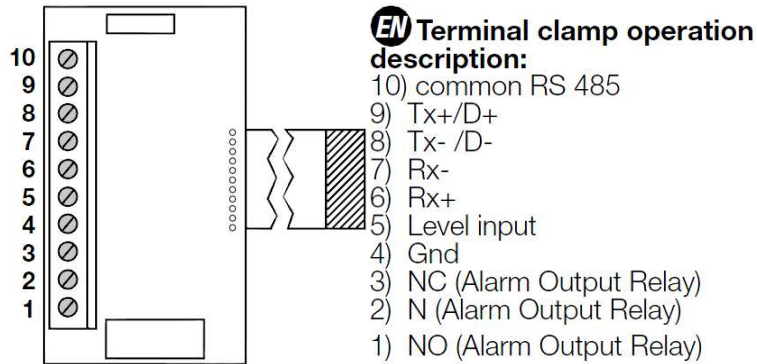 10
9
8
7
6
5
4
3
2
1
EN Terminal clamp operation
description:
10) common RS 485
9) Tx+/D+
8) Tx- /D-
7) Rx-
6) Rx+
5) Level input
4) Gnd
3) NC (Alarm Output Relay)
2) N (Alarm Output Relay)
1) NO (Alarm Output Relay)